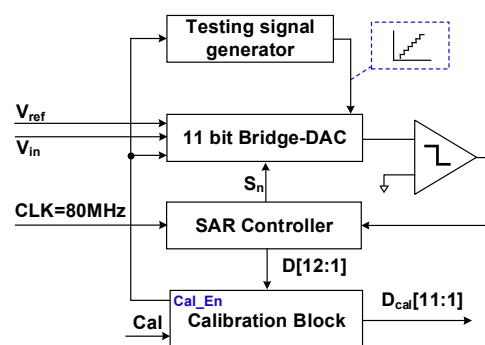 Testing signal
generator
V_ref
V_in
11 bit Bridge-DAC
S_n
CLK=80MHz
SAR Controller
D[12:1]
Cal_En
Cal
Calibration Block
D_cal[11:1]